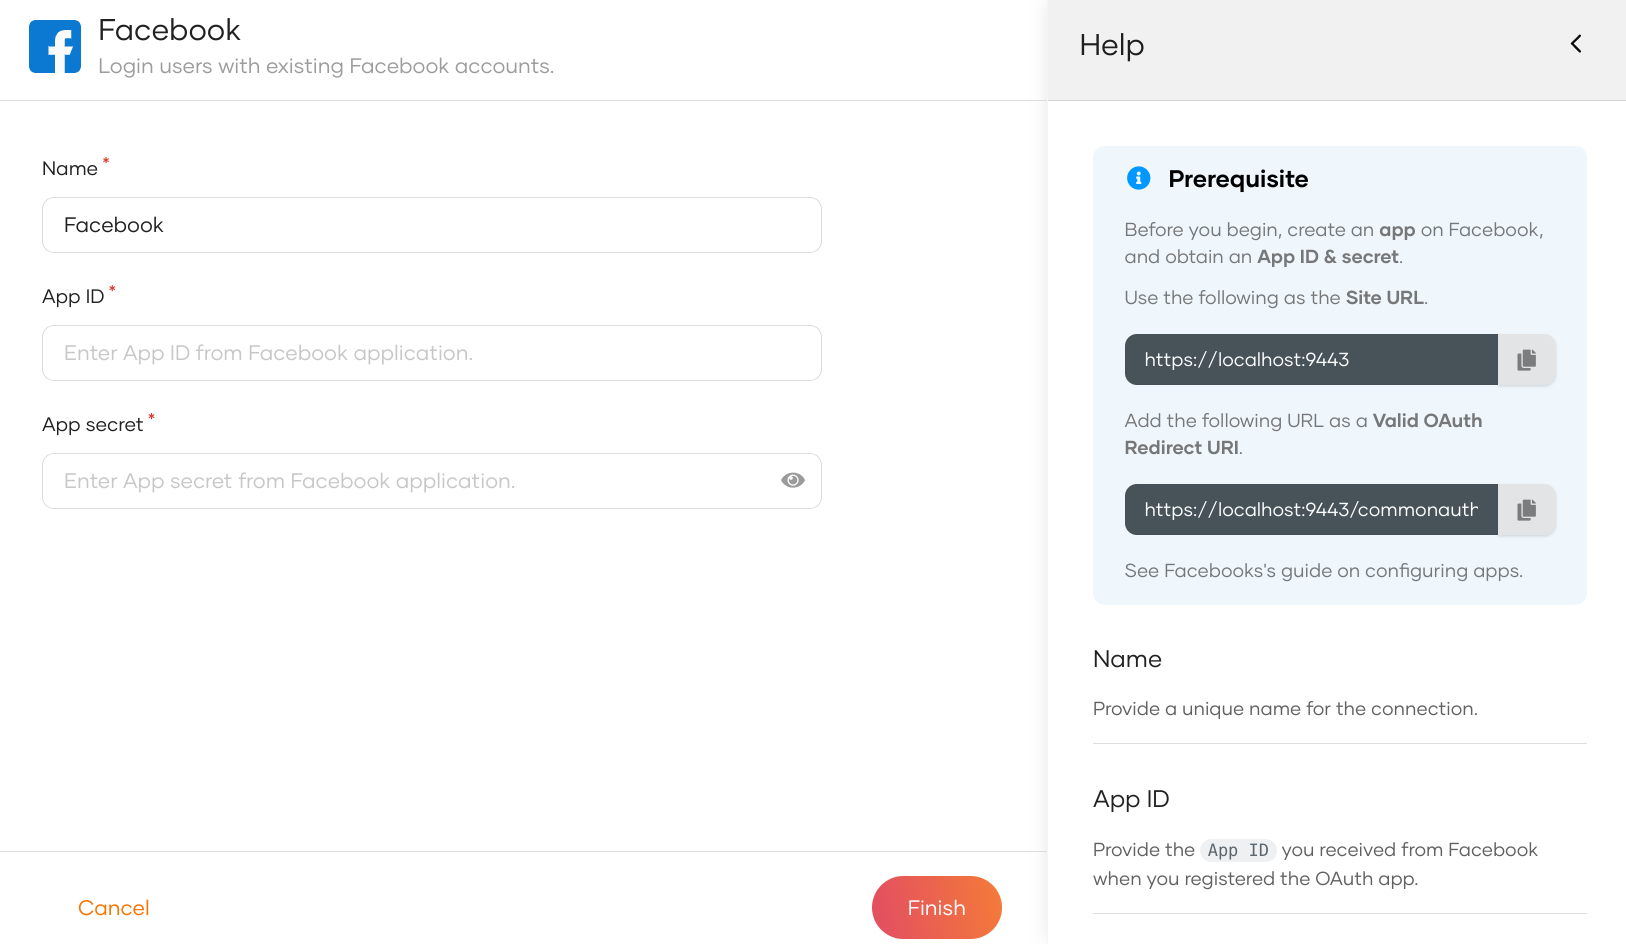 Facebook
Login users with existing Facebook accounts.
Name *
Facebook
App ID *
Enter App ID from Facebook application.
App secret *
Enter App secret from Facebook application.
Cancel
Finish
Help
Prerequisite
Before you begin, create an app on Facebook,
and obtain an App ID & secret.
Use the following as the Site URL.
https://localhost:9443
Add the following URL as a Valid OAuth
Redirect URI.
https://localhost:9443/commonauth
See Facebooks's guide on configuring apps.
Name
Provide a unique name for the connection.
App ID
Provide the App ID you received from Facebook
when you registered the OAuth app.